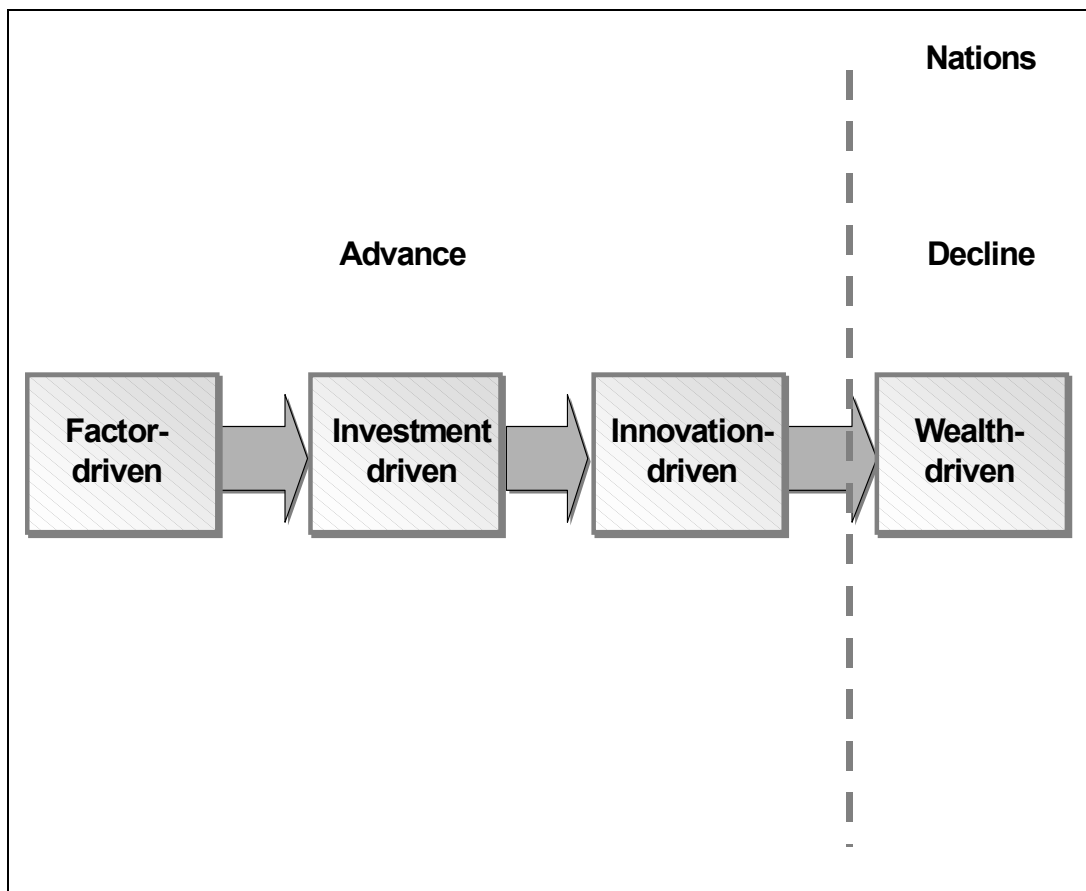 Nations
Advance
Decline
Factor-
driven
Investment
driven
Innovation-
driven
Wealth-
driven